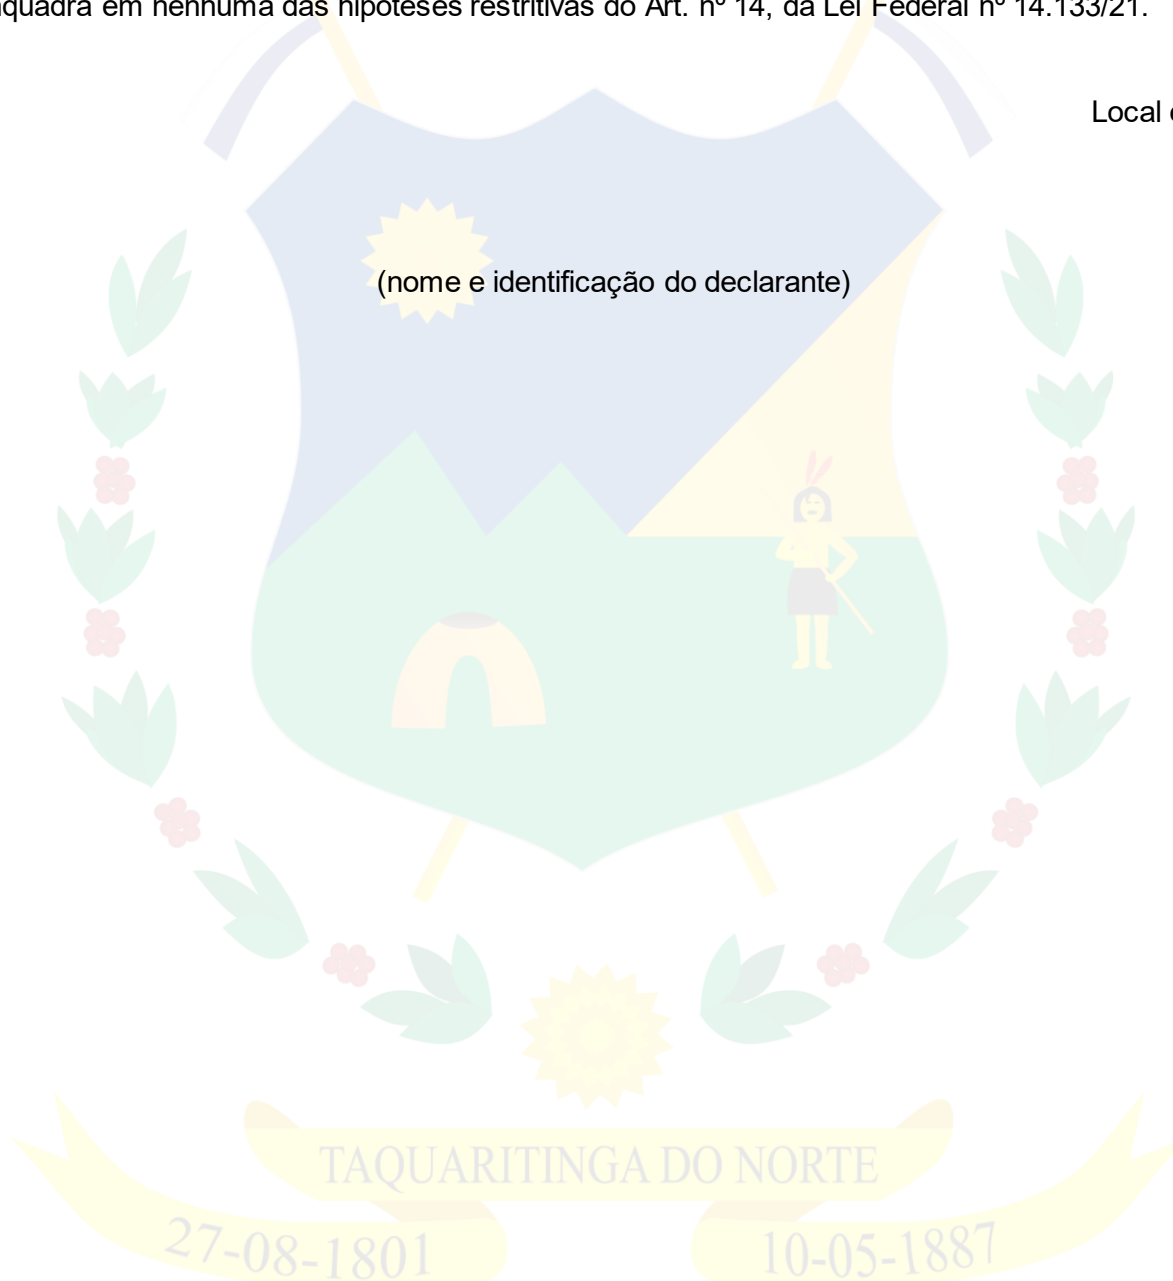 nquadra em nenhuma das hipóteses restritivas do Art. nº 14, da Lei Federal nº 14.133/21.
Local
(nome e identificação do declarante)
TAQUARITINGA DO NORTE
27-08-1801
10-05-1887